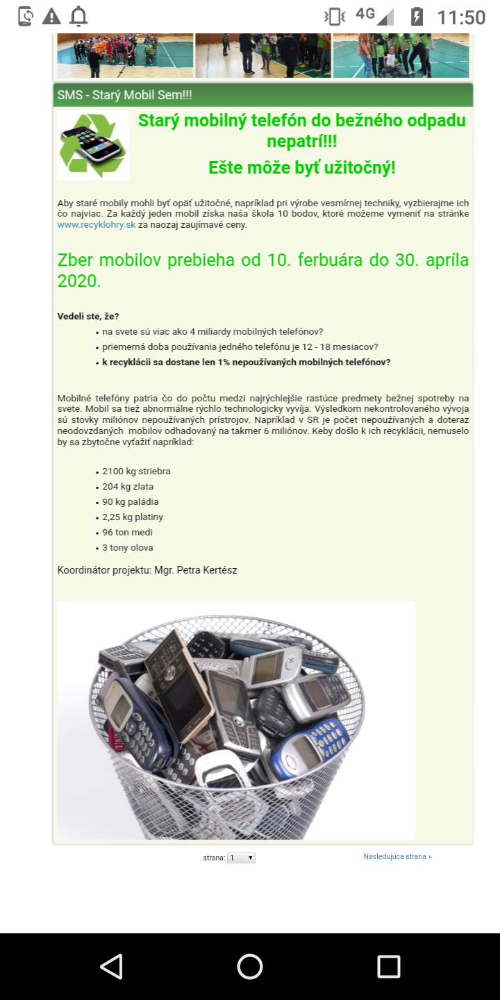 4G 11:50
SMS - Starý Mobil Sem!!!
Starý mobilný telefón do bežného odpadu
nepatrí!!!
Ešte môže byť užitočný!
Aby staré mobily mohli byť opäť užitočné, napríklad pri výrobe vesmírnej techniky, vyzbierajme ich
čo najviac. Za každý jeden mobil získa naša škola 10 bodov, ktoré možeme vymeniť na stránke
www.recyklohry.sk za naozaj zaujímavé ceny.
Zber mobilov prebieha od 10. ferbuára do 30. apríla
2020.
Vedeli ste, že?
• na svete sú viac ako 4 miliardy mobilných telefónov?
• priemerná doba používania jedného telefónu je 12 - 18 mesiacov?
• k recyklácii sa dostane len 1% nepoužívaných mobilných telefónov?
Mobilné telefóny patria čo do počtu medzi najrýchlejšie rastúce predmety bežnej spotreby na
svete. Mobil sa tiež abnormálne rýchlo technologicky vyvíja. Výsledkom nekontrolovaného vývoja
sú stovky miliónov nepoužívaných prístrojov. Napríklad v SR je počet nepoužívaných a doteraz
neodovzdaných mobilov odhadovaný na takmer 6 miliónov. Keby došlo k ich recyklácii, nemuselo
by sa zbytočne vyťažiť napríklad:
• 2100 kg striebra
• 204 kg zlata
• 90 kg paládia
• 2,25 kg platiny
• 96 ton medi
• 3 tony olova
Koordinátor projektu: Mgr. Petra Kertész
strana: 1 Nasledujúca strana »